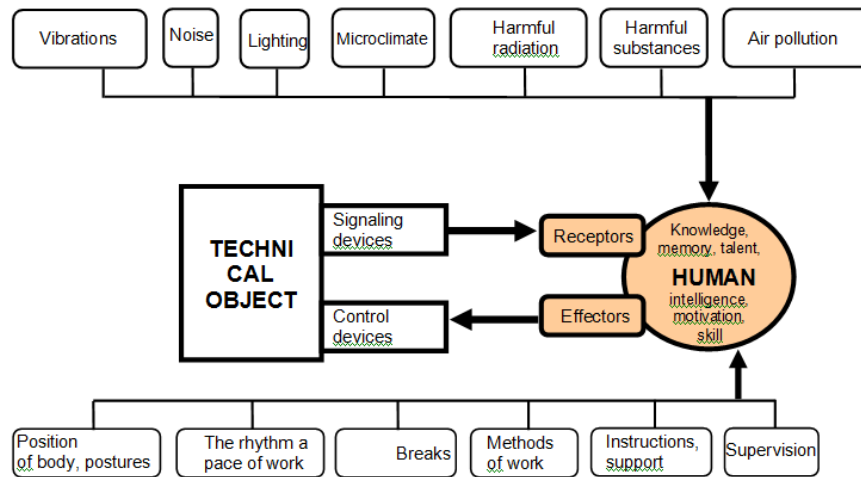 Vibrations
Noise
Lighting
Microclimate
Harmful
radiation
Harmful
substances
Air pollution
TECHNI
CAL
OBJECT
Signaling
devices
Receptors
Knowledge,
memory, talent,
HUMAN
intelligence,
motivation,
skill
Control
devices
Effectors
Position
of body, postures
The rhythm a
pace of work
Breaks
Methods
of work
Instructions,
support
Supervision